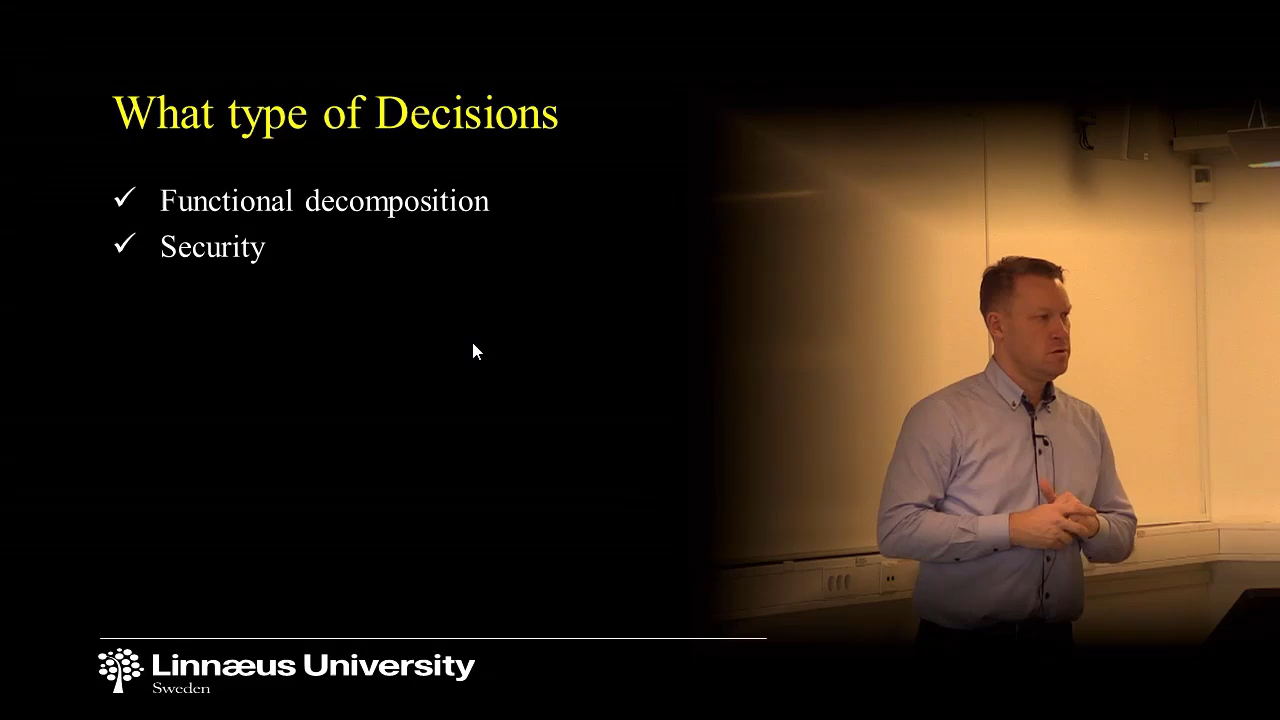 What type of Decisions
✓ Functional decomposition
✓ Security
Linnæus University
Sweden